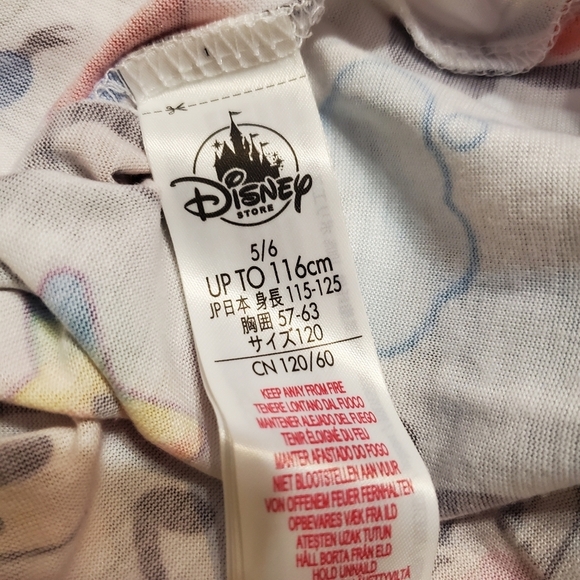 Disney
STORE
5/6
UP TO 116cm
JP日本 身長 115-125
胸囲 57-63
サイズ120
CN 120/60
KEEP AWAY FROM FIRE
TENERE LONTANO DAL FUOCO
MANTENER ALEJADO DEL FUEGO
TENIR ÉLOIGNÉ DU FEU
MANTER AFASTADO DO FOGO
NIET BLOOTSTELLEN AAN VUUR
VON OFFENEM FEUER FERNHALTEN
OPBEVARES VÆK FRA ILD
ATESTEN UZAK TUTUN
HÅLL BORTA FRÅN ELD
HOLD UNNAILD